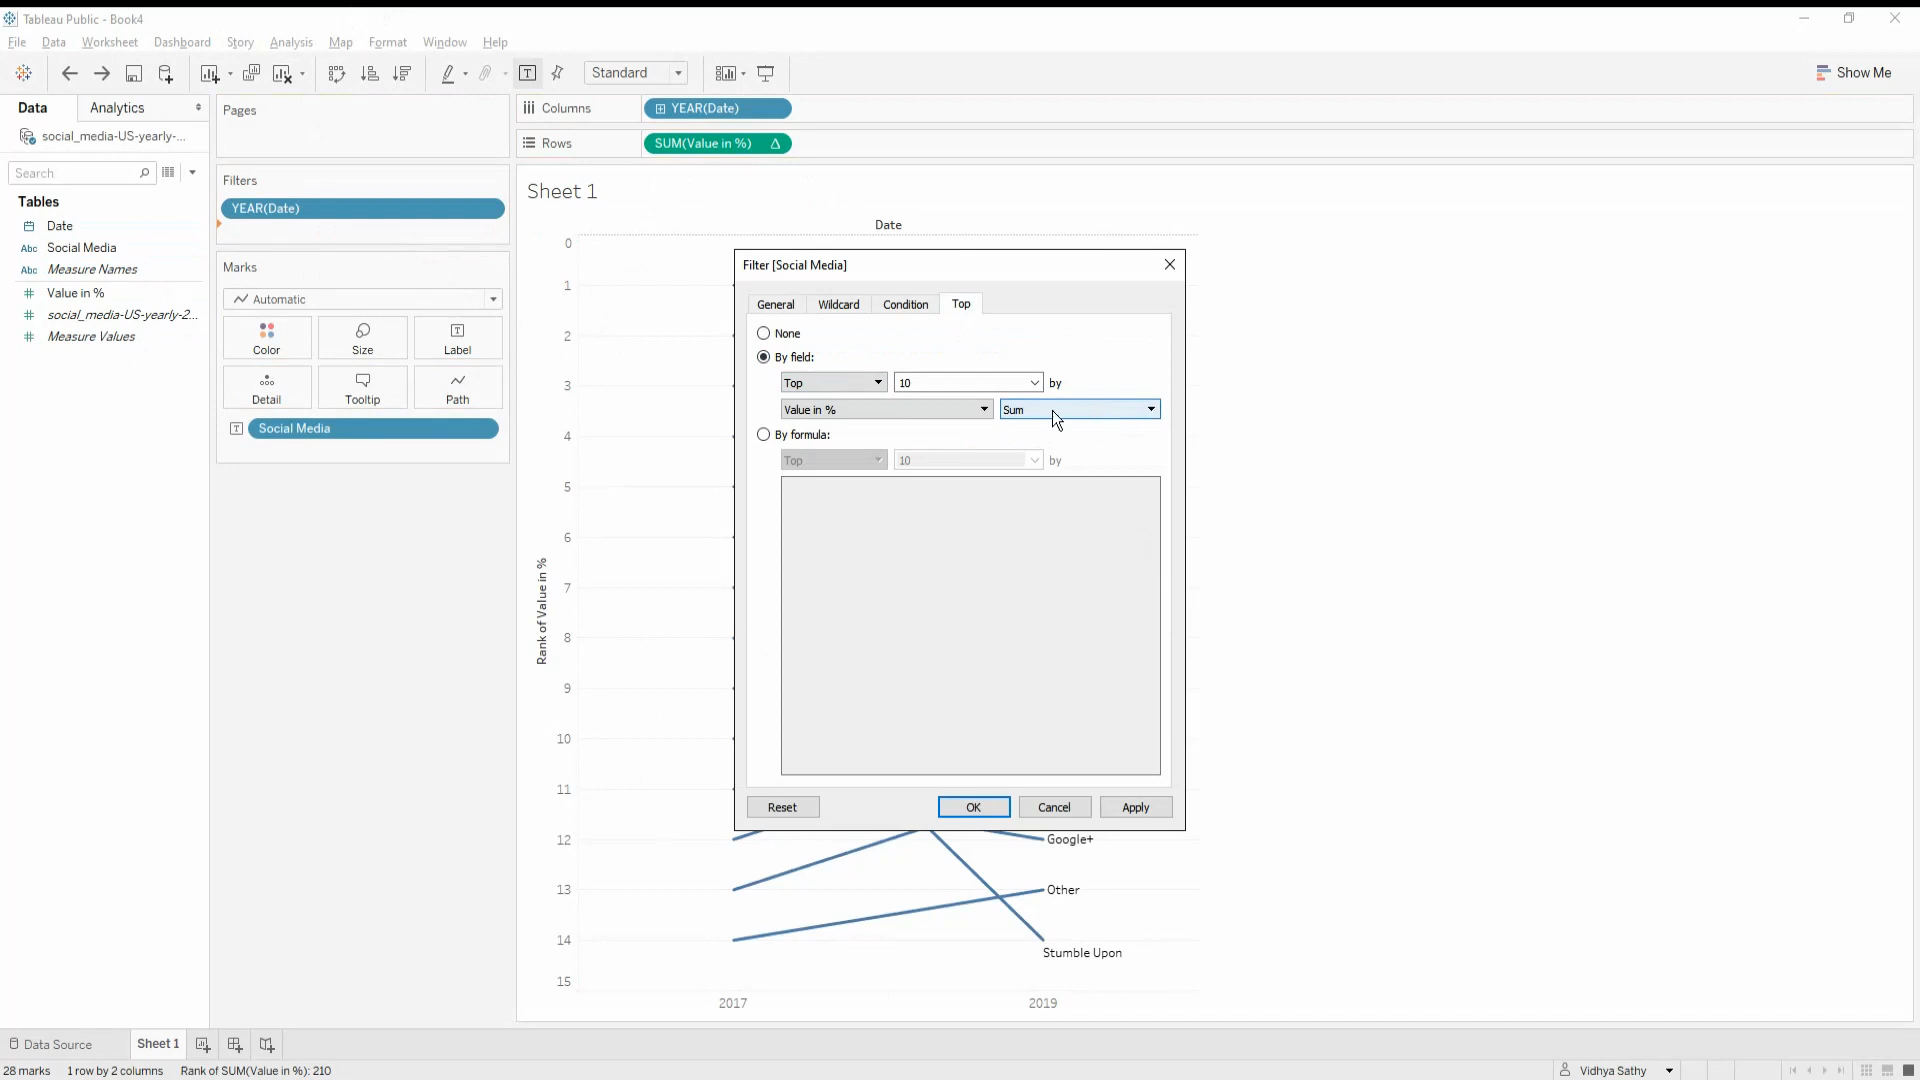 Tableau Public - Book4
File Data Worksheet Dashboard Story Analysis Map Format Window Help
Standard
Show Me
Data Analytics
social_media-US-yearly-...
Search
Tables
Date
Abc Social Media
Abc Measure Names
# Value in %
# social_media-US-yearly-2...
# Measure Values
Pages
Filters
YEAR(Date)
Marks
Automatic
Color Size Label
Detail Tooltip Path
Social Media
Columns YEAR(Date)
Rows SUM(Value in %) Δ
Sheet 1
Date
Rank of Value in %
0
1
2
3
4
5
6
7
8
9
10
11
12
13
14
15
Filter [Social Media]
General Wildcard Condition Top
None
By field:
Top 10 by
Value in % Sum
By formula:
Top 10 by
Reset OK Cancel Apply
Google+
Other
Stumble Upon
2017 2019
Data Source Sheet 1
28 marks 1 row by 2 columns Rank of SUM(Value in %): 210
Vidhya Sathy